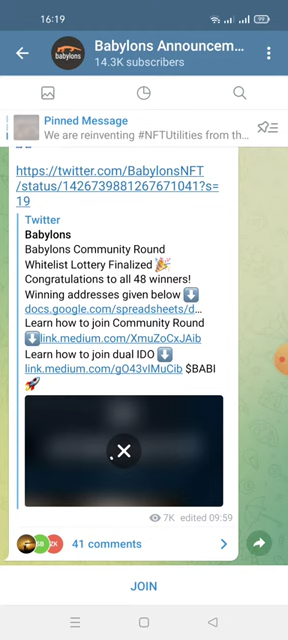 16:19
99
babylons
Babylons Announcem...
14.3K subscribers
Pinned Message
We are reinventing #NFTUtilities from th...
https://twitter.com/BabylonsNFT
/status/1426739881267671041?s=
19
Twitter
Babylons
Babylons Community Round
Whitelist Lottery Finalized 🎉
Congratulations to all 48 winners!
Winning addresses given below ⬇️
docs.google.com/spreadsheets/d...
Learn how to join Community Round
⬇️link.medium.com/XmuZoCxJAib
Learn how to join dual IDO ⬇️
link.medium.com/gO43vIMuCib $BABI
🚀
7K edited 09:59
41 comments
JOIN